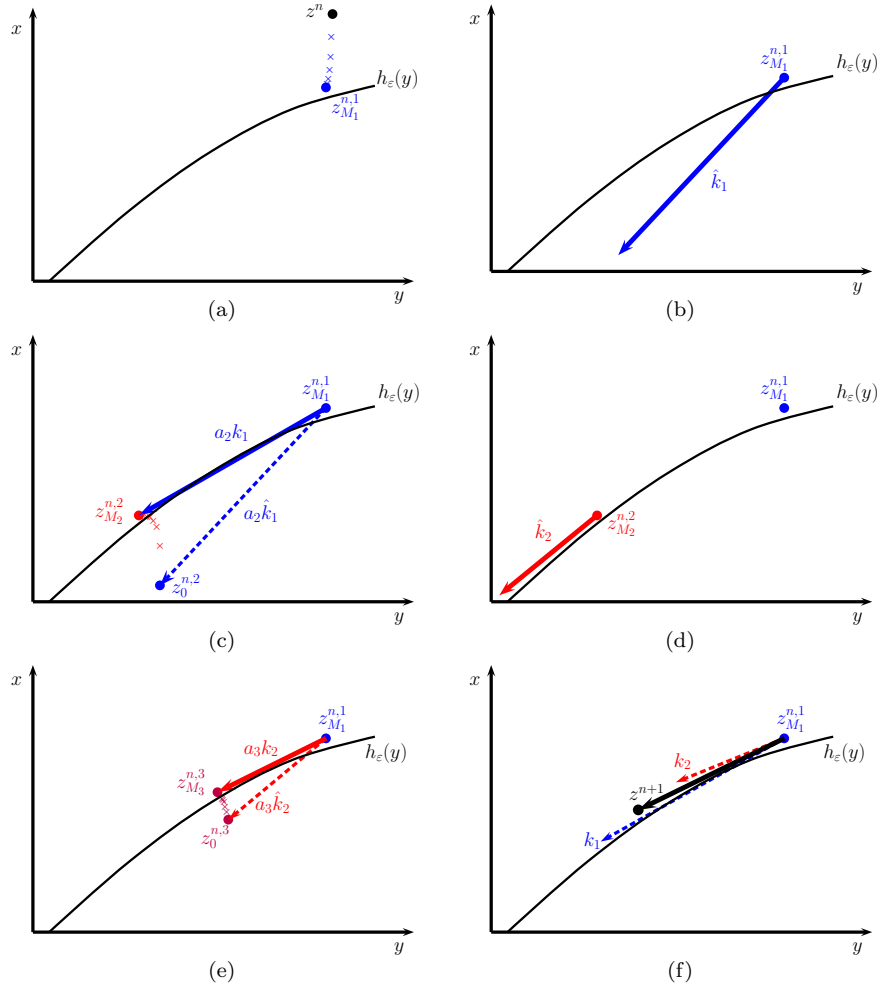 x
z^n
h_ε(y)
z_{M_1}^{n,1}
y
(a)
x
z_{M_1}^{n,1}
h_ε(y)
k̂_1
y
(b)
x
z_{M_1}^{n,1}
h_ε(y)
a_2k_1
z_{M_2}^{n,2}
a_2k̂_1
z_0^{n,2}
y
(c)
x
z_{M_1}^{n,1}
h_ε(y)
k̂_2
z_{M_2}^{n,2}
y
(d)
x
z_{M_1}^{n,1}
h_ε(y)
a_3k_2
z_{M_3}^{n,3}
a_3k̂_2
z_0^{n,3}
y
(e)
x
z_{M_1}^{n,1}
h_ε(y)
k_2
z^{n+1}
k_1
y
(f)